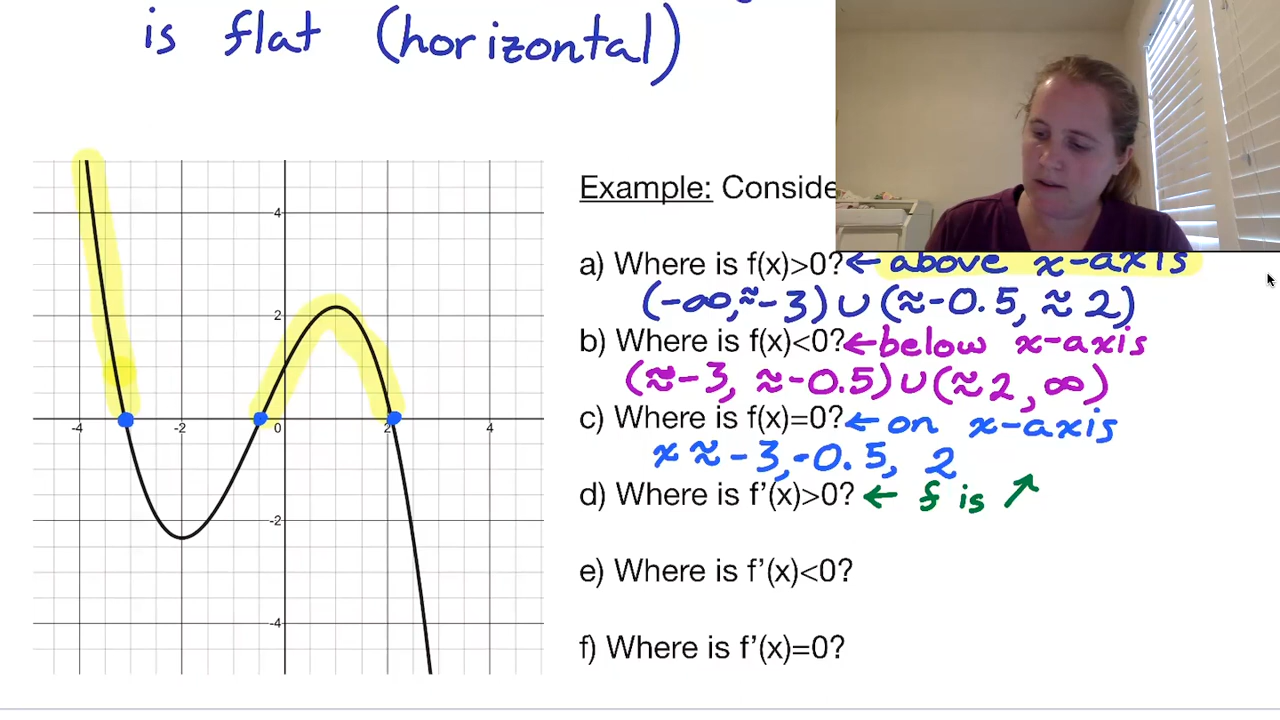 is flat (horizontal)
Example: Conside
a) Where is f(x)>0? ← above x-axis
(-∞, ≈-3) ∪ (≈-0.5, ≈2)
b) Where is f(x)<0? ← below x-axis
(≈-3, ≈-0.5) ∪ (≈2, ∞)
c) Where is f(x)=0? ← on x-axis
x ≈ -3, -0.5, 2
d) Where is f'(x)>0? ← f is ↗
e) Where is f'(x)<0?
f) Where is f'(x)=0?
4
2
-4 -2 0 2 4
-2
-4